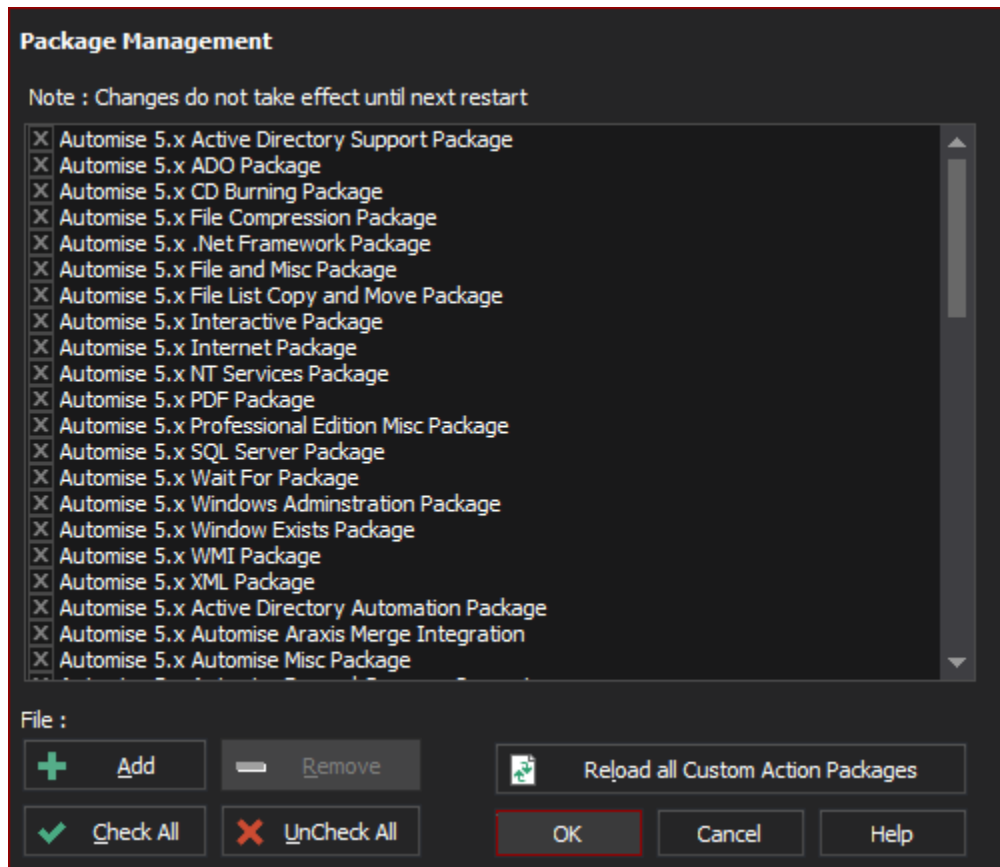 Package Management
Note : Changes do not take effect until next restart
Automise 5.x Active Directory Support Package
Automise 5.x ADO Package
Automise 5.x CD Burning Package
Automise 5.x File Compression Package
Automise 5.x .Net Framework Package
Automise 5.x File and Misc Package
Automise 5.x File List Copy and Move Package
Automise 5.x Interactive Package
Automise 5.x Internet Package
Automise 5.x NT Services Package
Automise 5.x PDF Package
Automise 5.x Professional Edition Misc Package
Automise 5.x SQL Server Package
Automise 5.x Wait For Package
Automise 5.x Windows Adminstration Package
Automise 5.x Window Exists Package
Automise 5.x WMI Package
Automise 5.x XML Package
Automise 5.x Active Directory Automation Package
Automise 5.x Automise Araxis Merge Integration
Automise 5.x Automise Misc Package
File :
Add Remove Reload all Custom Action Packages
Check All UnCheck All OK Cancel Help